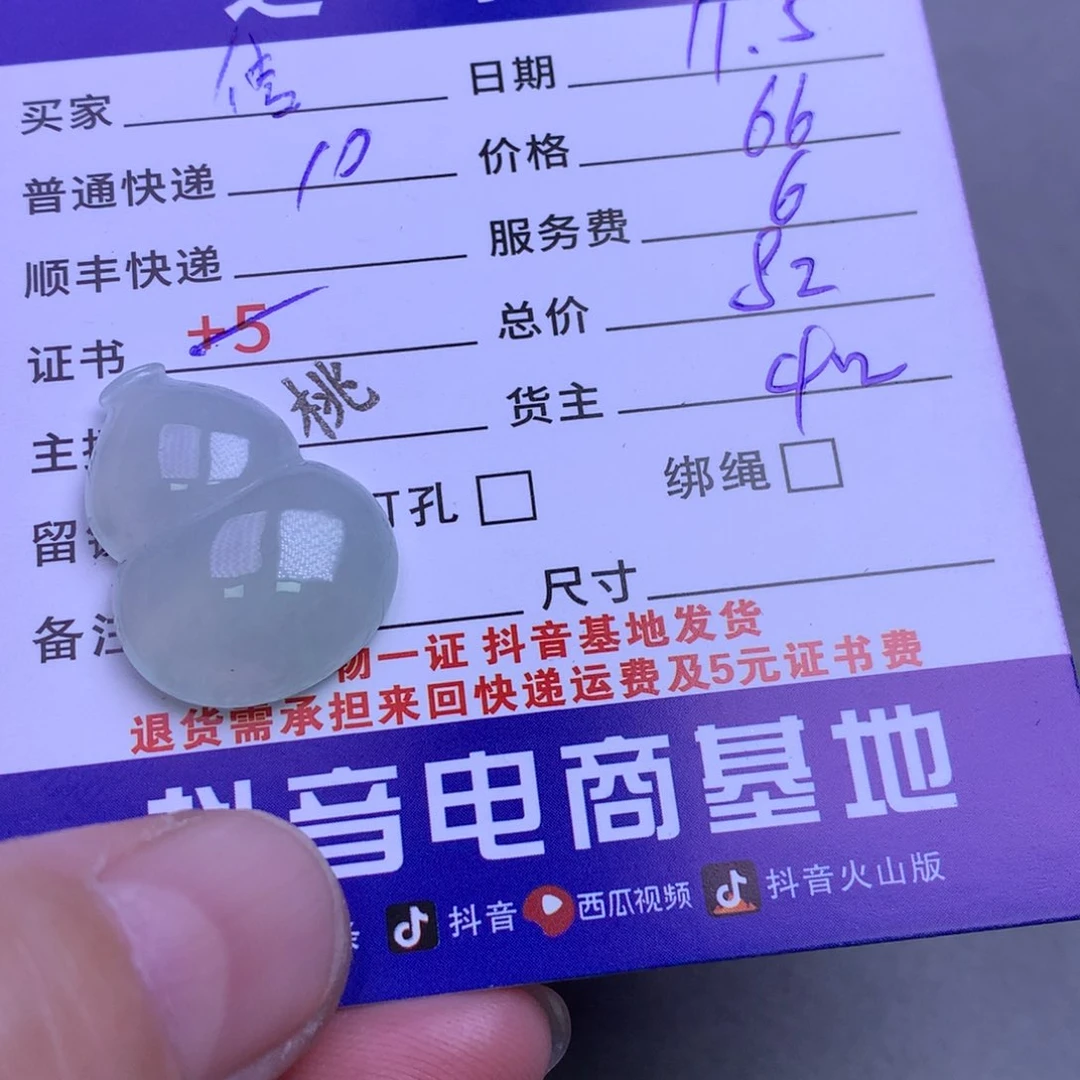 买家 日期 11.5
普通快递 10 价格 66
顺丰快递 服务费 6
证书 +5 总价 82
主 桃 货主
留 打孔 □ 绑绳 □
备注 尺寸
物一证 抖音基地发货
退货需承担来回快递运费及5元证书费
抖音电商基地
条 抖音 西瓜视频 抖音火山版